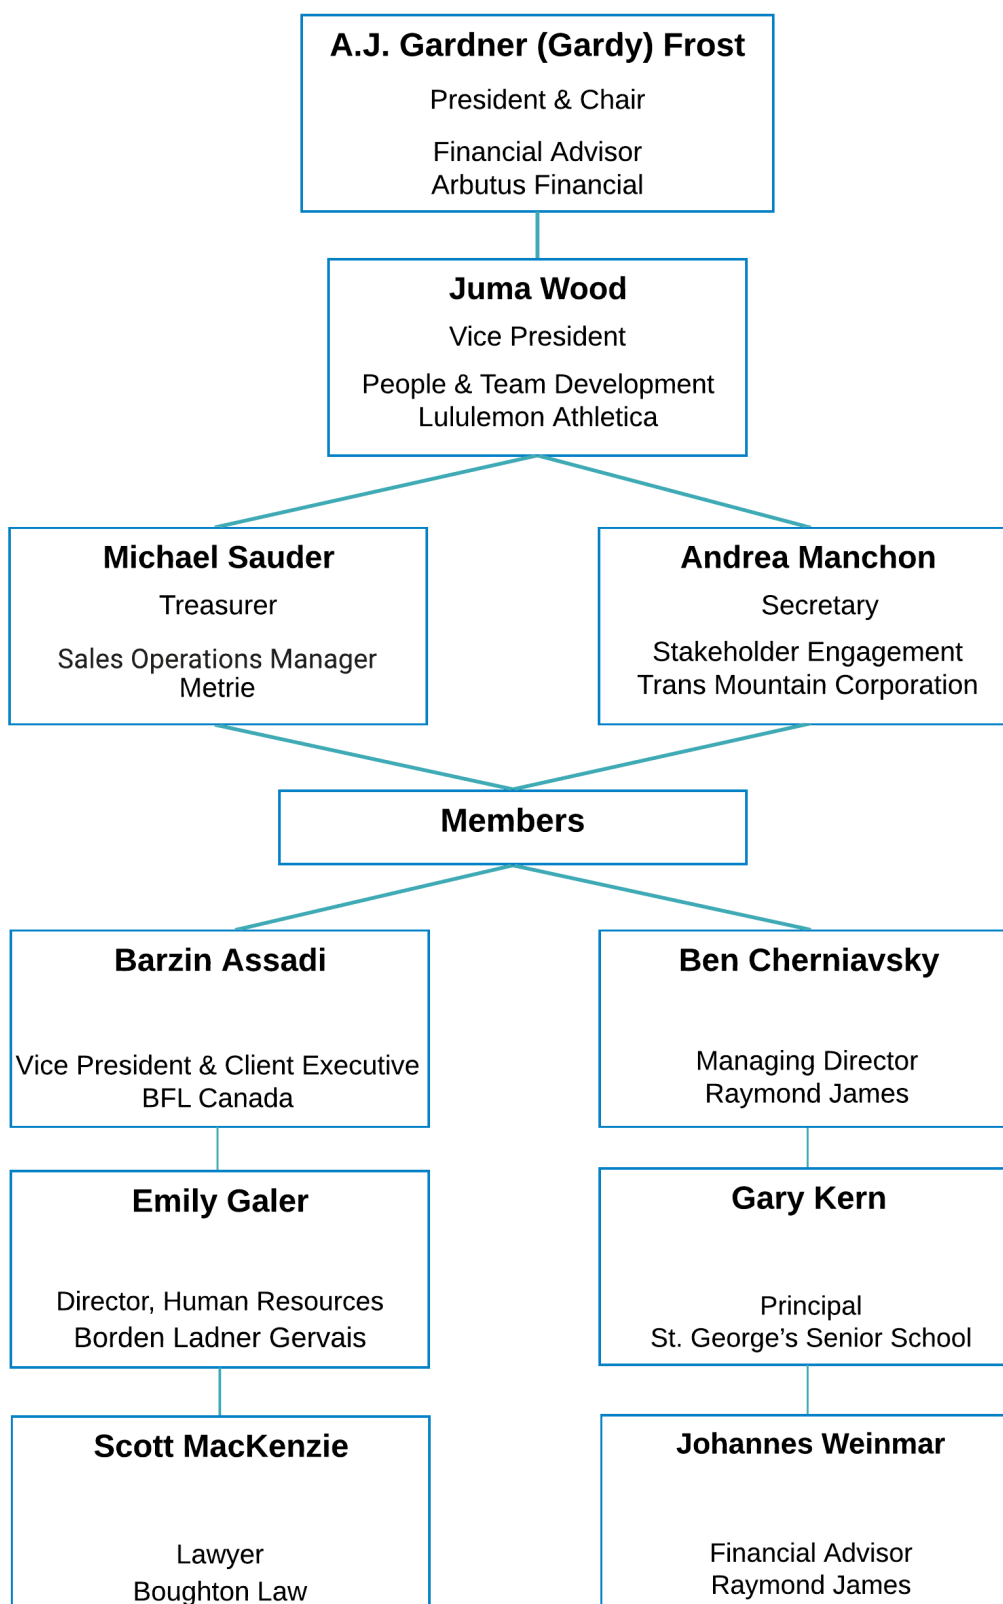 A.J. Gardner (Gardy) Frost
President & Chair
Financial Advisor
Arbutus Financial
Juma Wood
Vice President
People & Team Development
Lululemon Athletica
Michael Sauder
Treasurer
Sales Operations Manager
Metrie
Andrea Manchon
Secretary
Stakeholder Engagement
Trans Mountain Corporation
Members
Barzin Assadi
Vice President & Client Executive
BFL Canada
Ben Cherniavsky
Managing Director
Raymond James
Emily Galer
Director, Human Resources
Borden Ladner Gervais
Gary Kern
Principal
St. George’s Senior School
Scott MacKenzie
Lawyer
Boughton Law
Johannes Weinmar
Financial Advisor
Raymond James